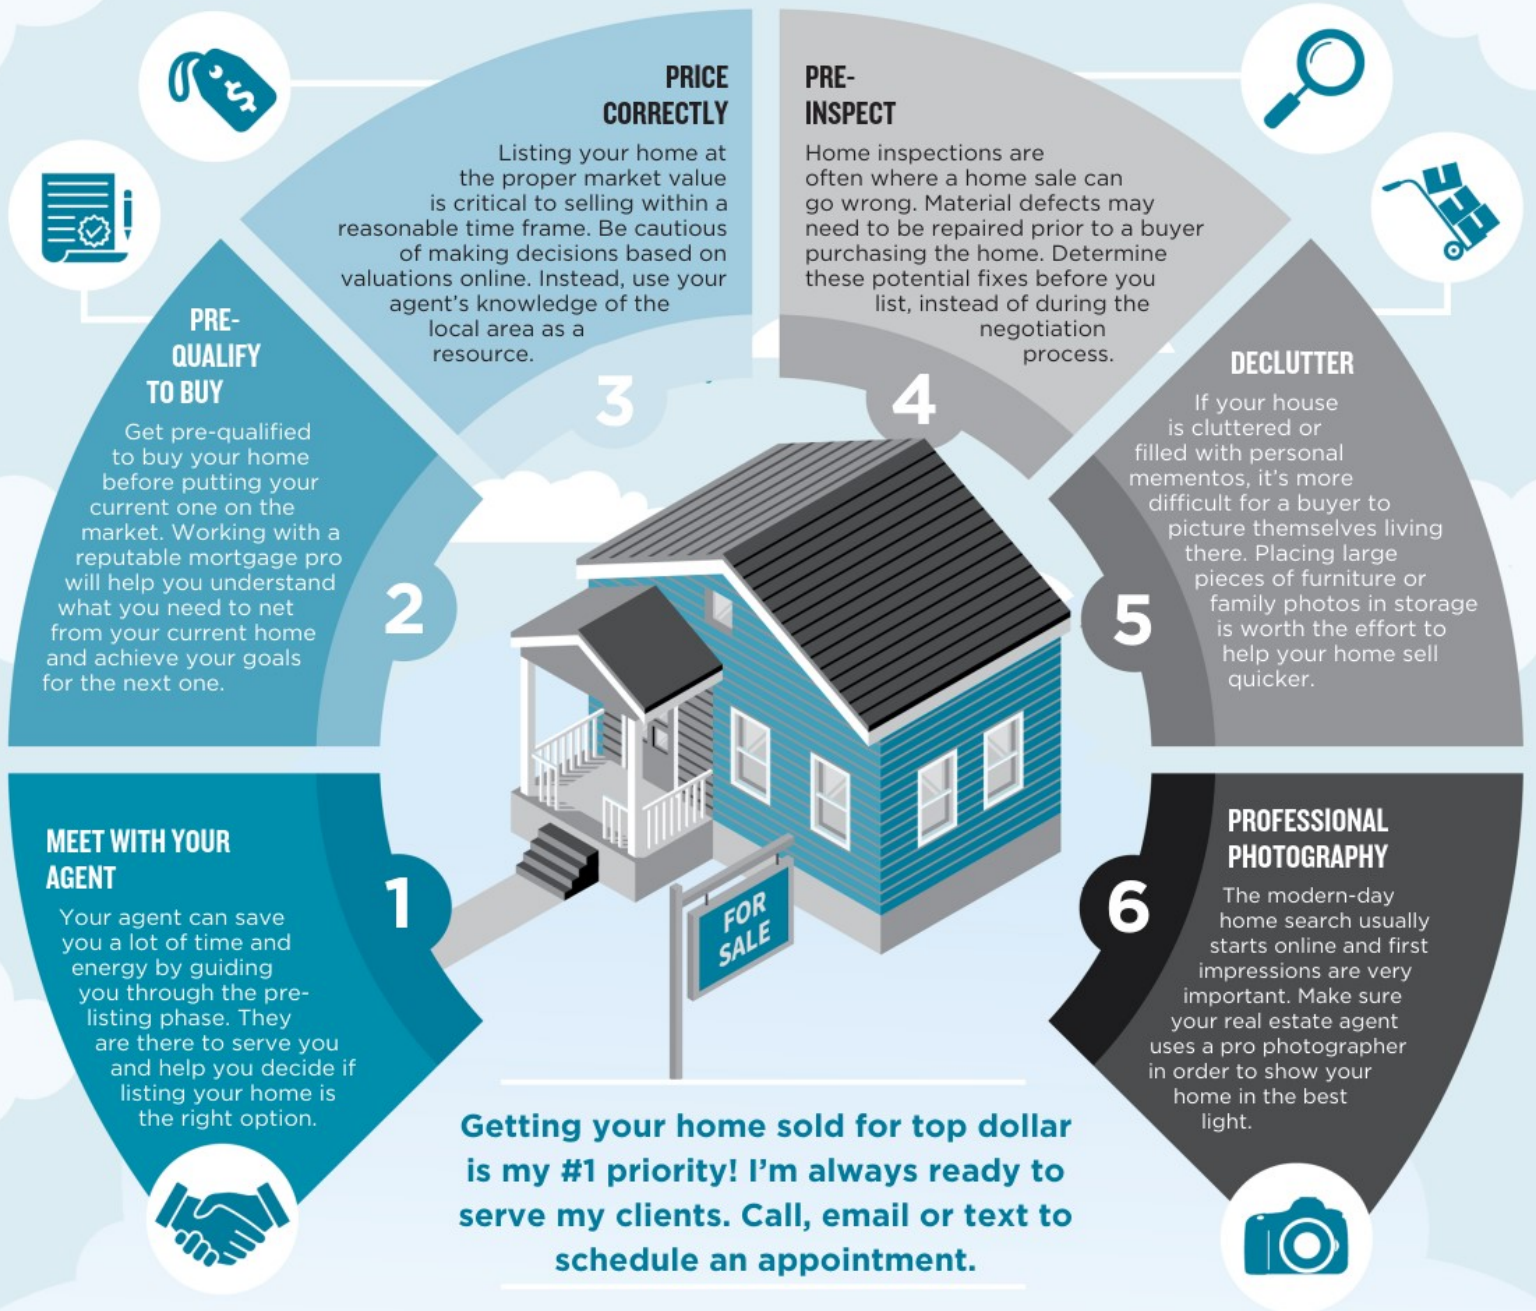 MEET WITH YOUR
AGENT
Your agent can save
you a lot of time and
energy by guiding
you through the pre-
listing phase. They
are there to serve you
and help you decide if
listing your home is
the right option.
1
PRE-
QUALIFY
TO BUY
Get pre-qualified
to buy your home
before putting your
current one on the
market. Working with a
reputable mortgage pro
will help you understand
what you need to net
from your current home
and achieve your goals
for the next one.
2
PRICE
CORRECTLY
Listing your home at
the proper market value
is critical to selling within a
reasonable time frame. Be cautious
of making decisions based on
valuations online. Instead, use your
agent's knowledge of the
local area as a
resource.
3
PRE-
INSPECT
Home inspections are
often where a home sale can
go wrong. Material defects may
need to be repaired prior to a buyer
purchasing the home. Determine
these potential fixes before you
list, instead of during the
negotiation
process.
4
DECLUTTER
If your house
is cluttered or
filled with personal
mementos, it's more
difficult for a buyer to
picture themselves living
there. Placing large
pieces of furniture or
family photos in storage
is worth the effort to
help your home sell
quicker.
5
PROFESSIONAL
PHOTOGRAPHY
The modern-day
home search usually
starts online and first
impressions are very
important. Make sure
your real estate agent
uses a pro photographer
in order to show your
home in the best
light.
6
$
FOR
SALE
Getting your home sold for top dollar
is my #1 priority! I'm always ready to
serve my clients. Call, email or text to
schedule an appointment.